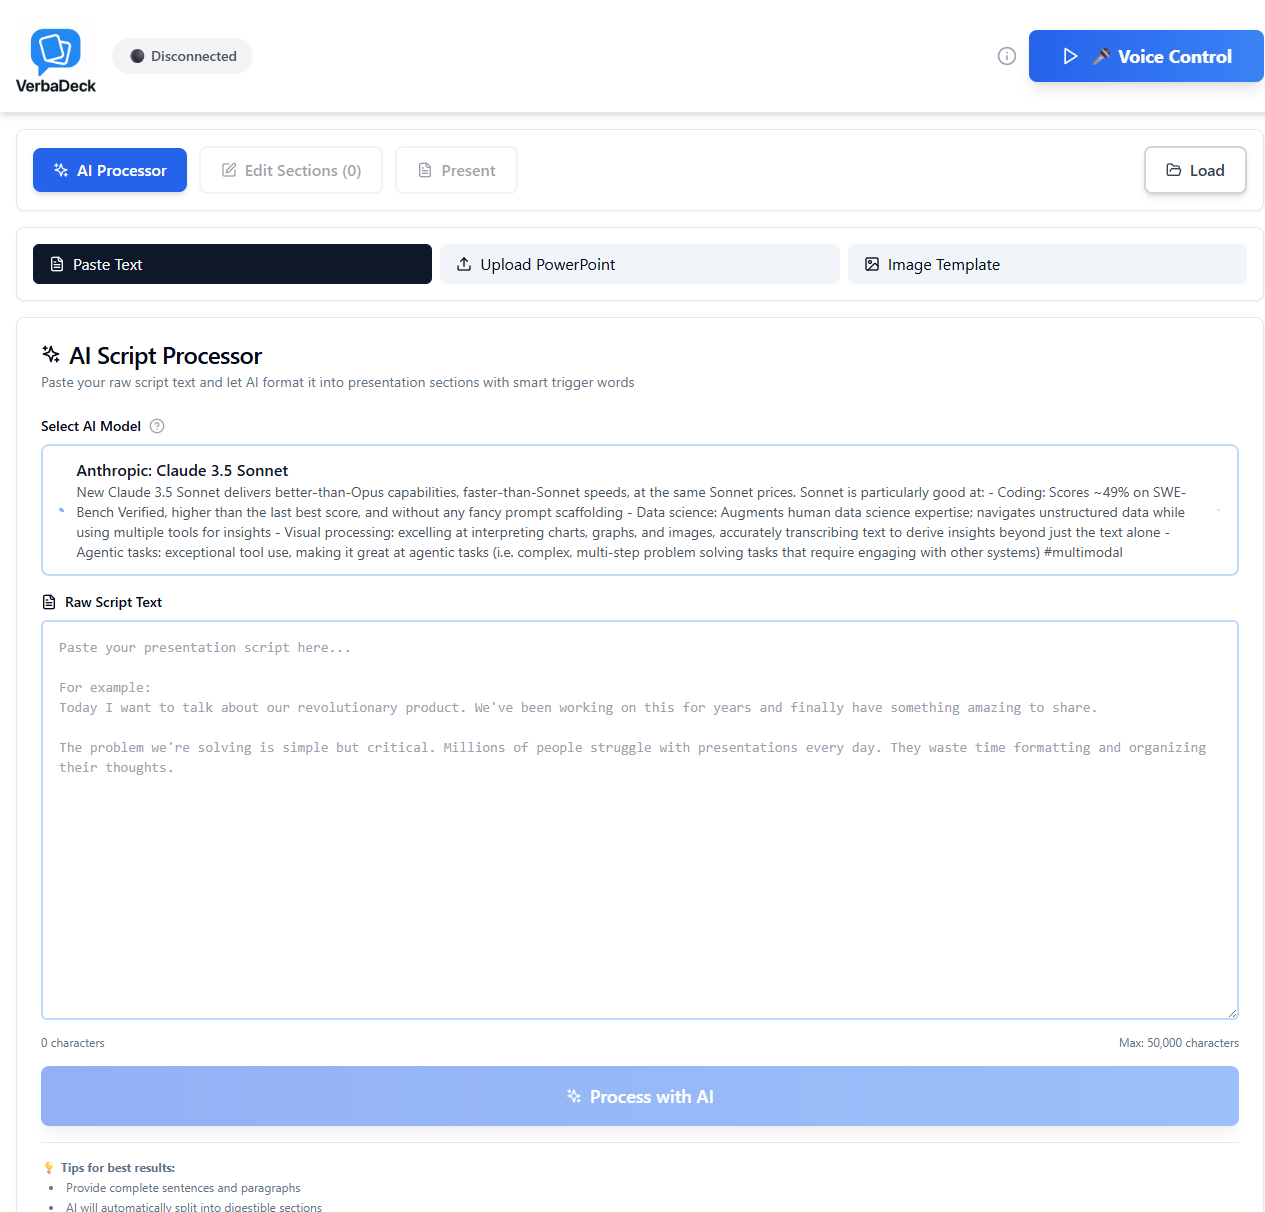 VerbaDeck
Disconnected
Voice Control
AI Processor
Edit Sections (0)
Present
Load
Paste Text
Upload PowerPoint
Image Template
AI Script Processor
Paste your raw script text and let AI format it into presentation sections with smart trigger words
Select AI Model
Anthropic: Claude 3.5 Sonnet
New Claude 3.5 Sonnet delivers better-than-Opus capabilities, faster-than-Sonnet speeds, at the same Sonnet prices. Sonnet is particularly good at: - Coding: Scores ~49% on SWE-
Bench Verified, higher than the last best score, and without any fancy prompt scaffolding - Data science: Augments human data science expertise; navigates unstructured data while
using multiple tools for insights - Visual processing: excelling at interpreting charts, graphs, and images, accurately transcribing text to derive insights beyond just the text alone -
Agentic tasks: exceptional tool use, making it great at agentic tasks (i.e. complex, multi-step problem solving tasks that require engaging with other systems) #multimodal
Raw Script Text
Paste your presentation script here...
For example:
Today I want to talk about our revolutionary product. We've been working on this for years and finally have something amazing to share.
The problem we're solving is simple but critical. Millions of people struggle with presentations every day. They waste time formatting and organizing
their thoughts.
0 characters
Max: 50,000 characters
Process with AI
Tips for best results:
• Provide complete sentences and paragraphs
• AI will automatically split into digestible sections